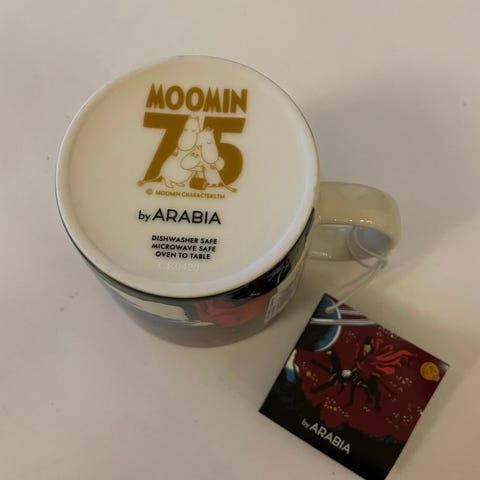 MOOMIN
75
© MOOMIN CHARACTERS™
by ARABIA
DISHWASHER SAFE
MICROWAVE SAFE
OVEN TO TABLE
by ARABIA